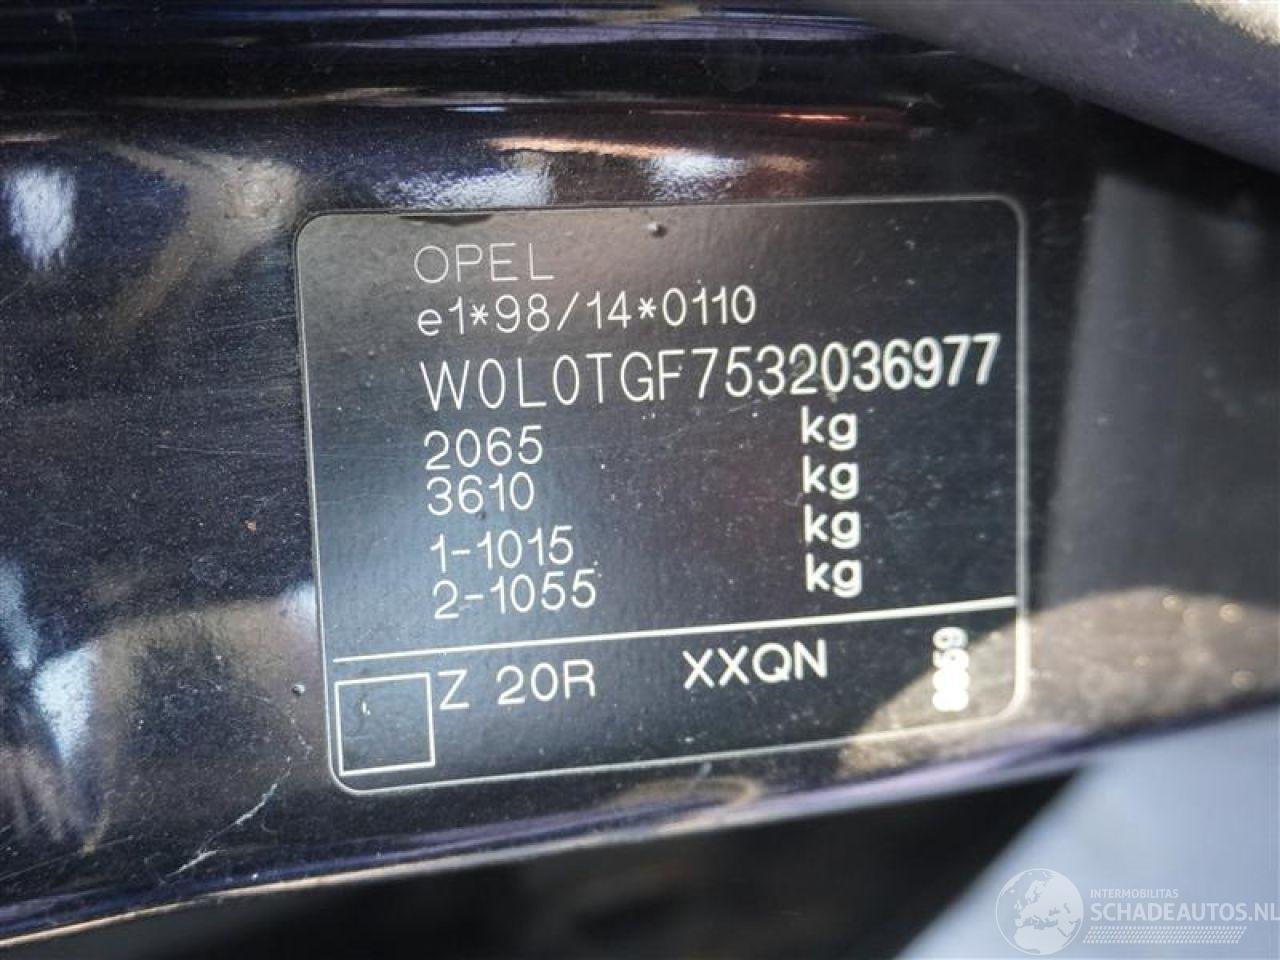 OPEL
e1*98/14*0110
W0L0TGF7532036977
2065 kg
3610 kg
1-1015 kg
2-1055 kg
Z 20R XXQN
INTERMOBILITAS
SCHADEAUTOS.NL